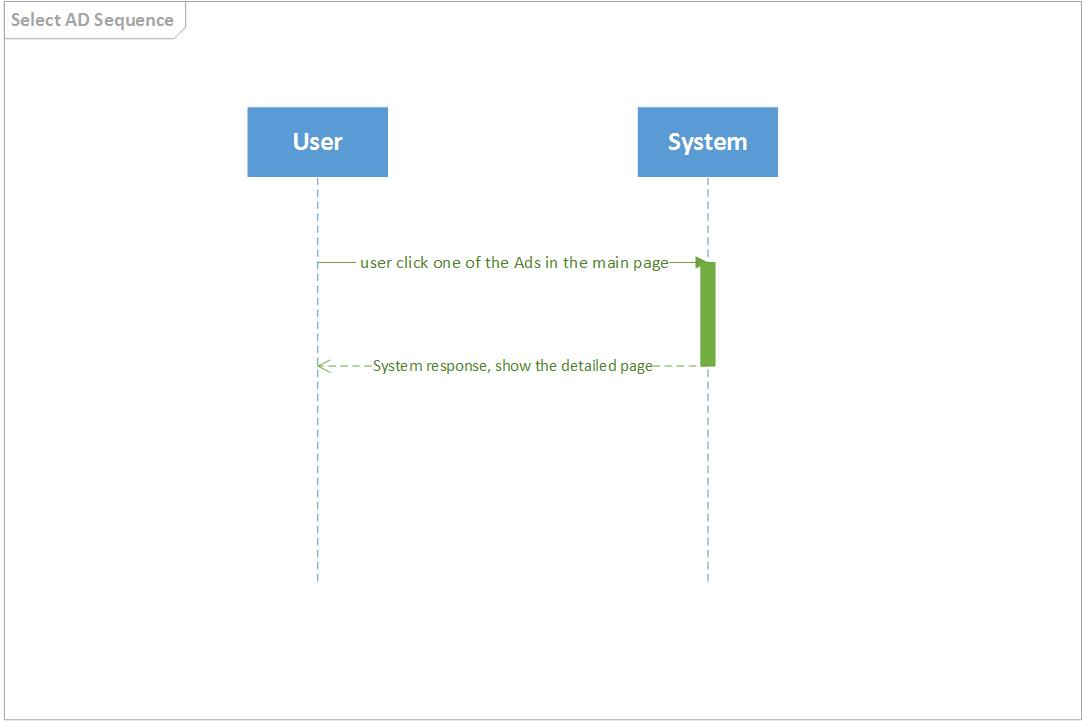 Select AD Sequence
User
System
user click one of the Ads in the main page
System response, show the detailed page